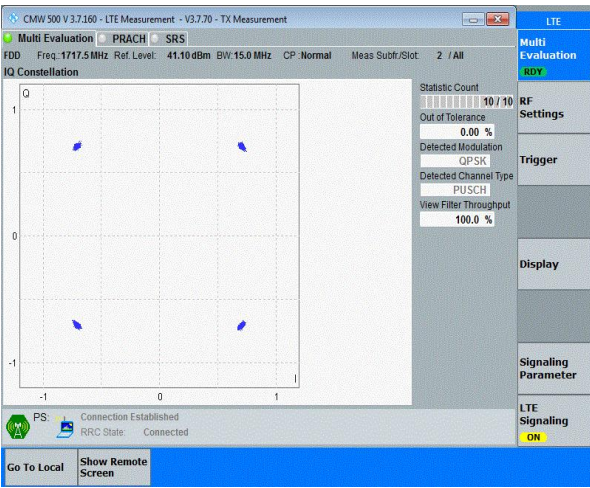 CMW 500 V 3.7.160 - LTE Measurement - V3.7.70 - TX Measurement
LTE
Multi Evaluation PRACH SRS
Multi
Evaluation
RDY
FDD Freq.:1717.5 MHz Ref. Level: 41.10 dBm BW:15.0 MHz CP :Normal Meas Subfr./Slot: 2 / All
IQ Constellation
Q
1
0
-1
-1 0 1
I
Statistic Count
10 / 10
Out of Tolerance
0.00 %
Detected Modulation
QPSK
Detected Channel Type
PUSCH
View Filter Throughput
100.0 %
RF
Settings
Trigger
Display
Signaling
Parameter
LTE
Signaling
ON
PS: Connection Established
RRC State: Connected
Go To Local
Show Remote
Screen